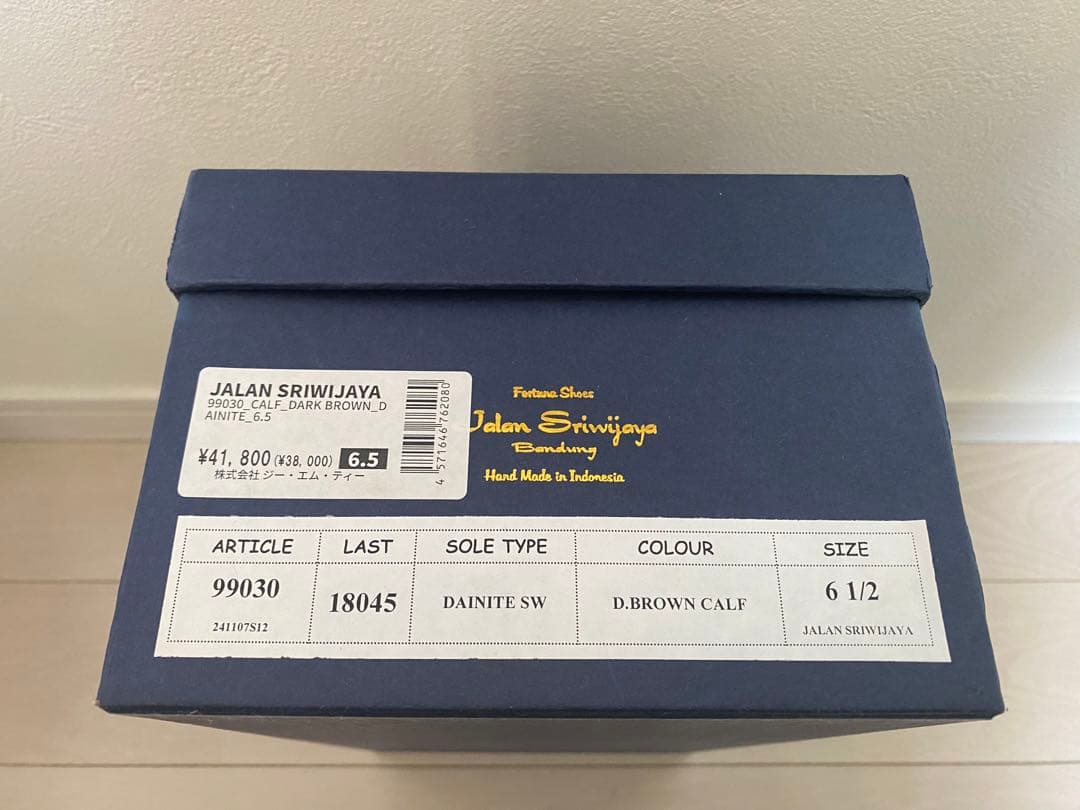 JALAN SRIWIJAYA
99030_CALF_DARK BROWN_D
AINITE_6.5
¥41,800(¥38,000) 6.5
株式会社 ジー・エム・ティー
4 571646 762080
Fortuna Shoes
Jalan Sriwijaya
Bandung
Hand Made in Indonesia
ARTICLE LAST SOLE TYPE COLOUR SIZE
99030 18045 DAINITE SW D.BROWN CALF 6 1/2
241107S12 JALAN SRIWIJAYA